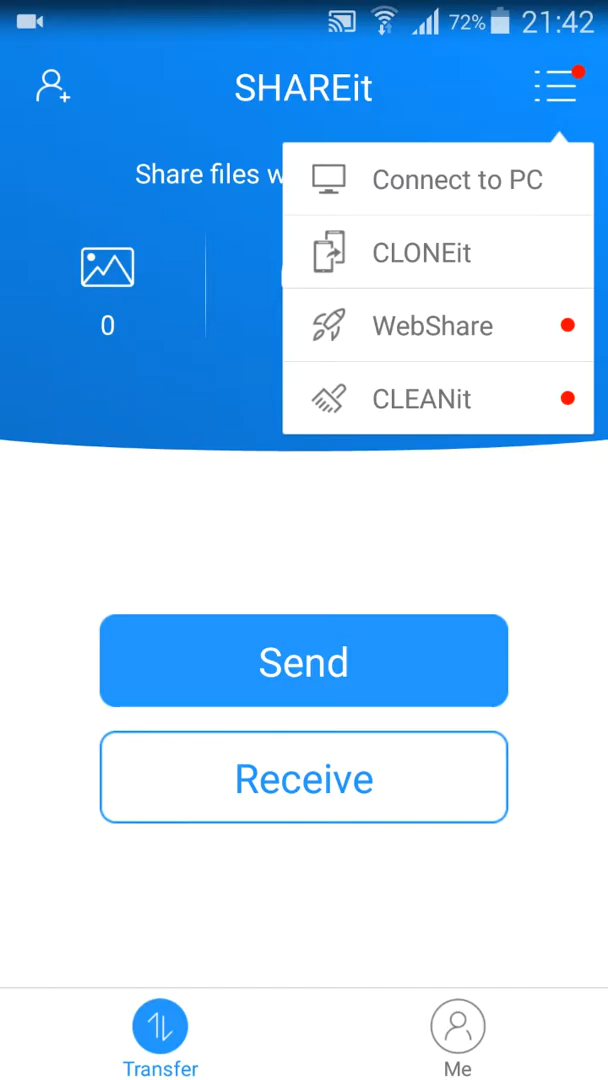 72% 21:42
SHAREit
Share files w
Connect to PC
CLONEit
WebShare
CLEANit
0
Send
Receive
Transfer
Me